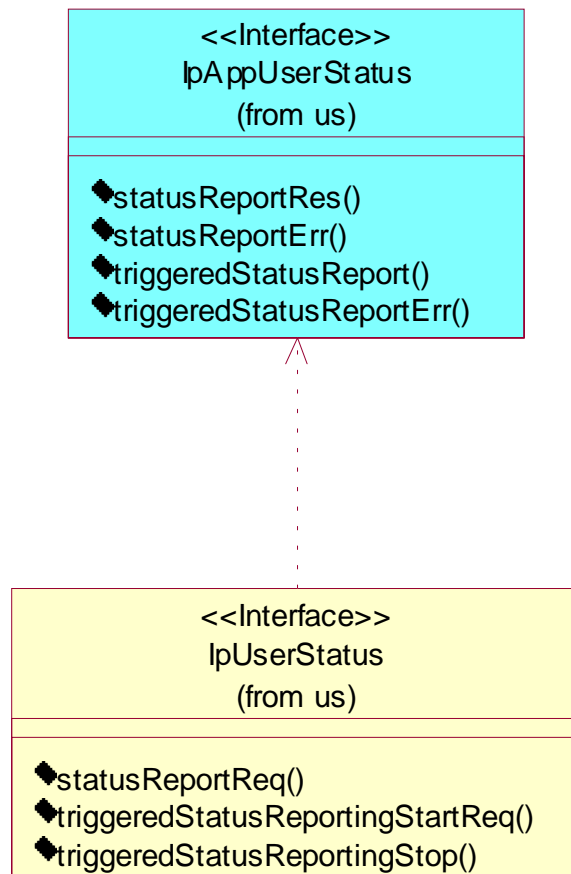 <<Interface>>
IpAppUserStatus
(from us)
statusReportRes()
statusReportErr()
triggeredStatusReport()
triggeredStatusReportErr()
<<Interface>>
IpUserStatus
(from us)
statusReportReq()
triggeredStatusReportingStartReq()
triggeredStatusReportingStop()